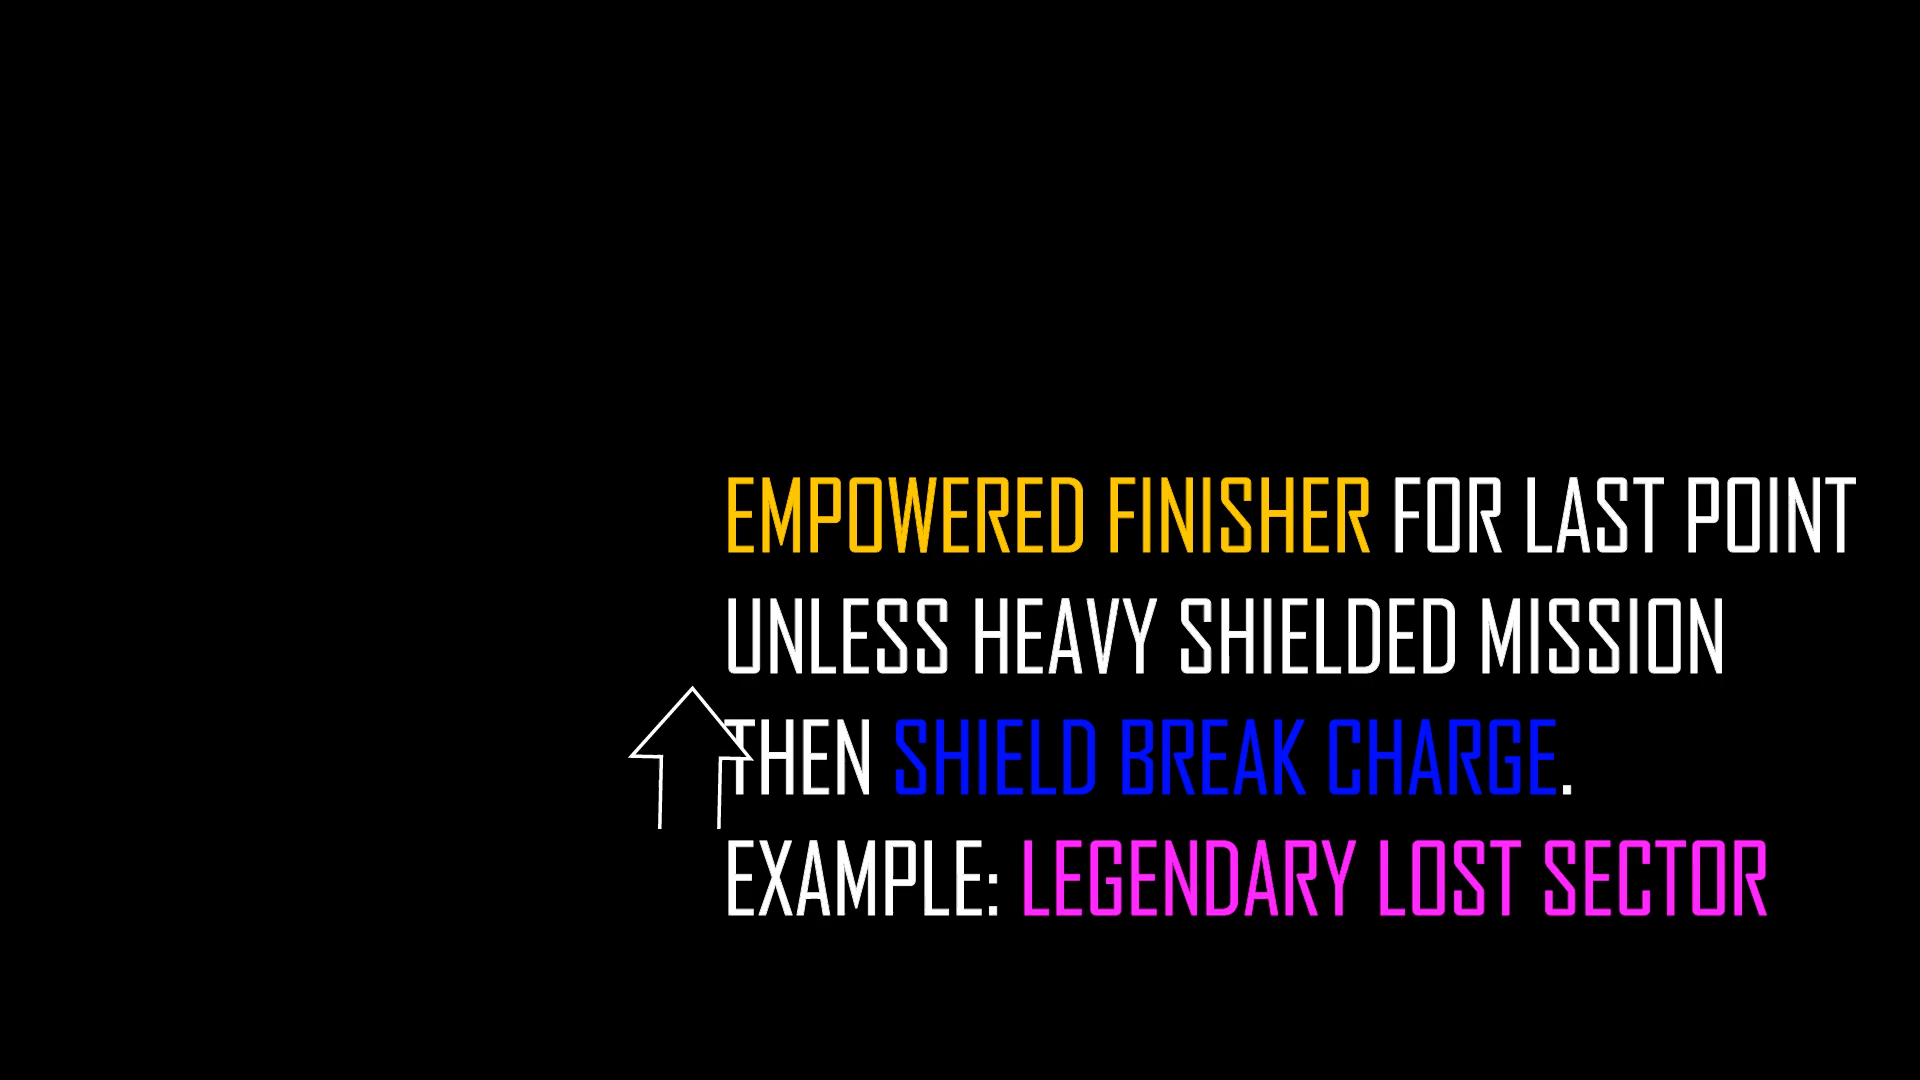 EMPOWERED FINISHER FOR LAST POINT
UNLESS HEAVY SHIELDED MISSION
THEN SHIELD BREAK CHARGE.
EXAMPLE: LEGENDARY LOST SECTOR